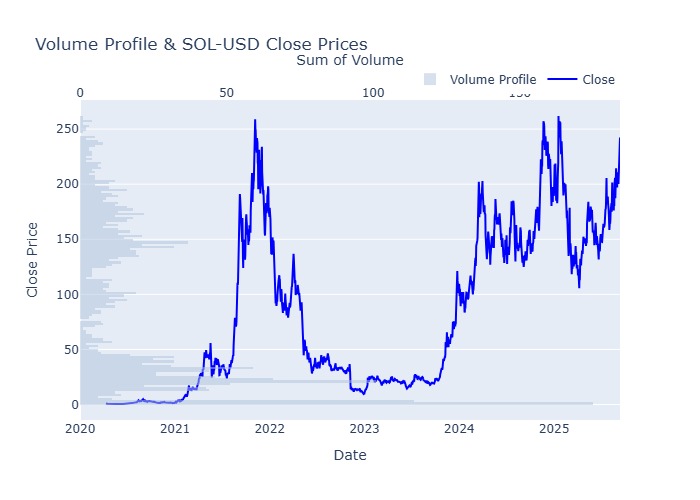 Volume Profile & SOL-USD Close Prices
Sum of Volume
Volume Profile
Close
0
50
100
150
250
200
150
100
50
0
Close Price
2020
2021
2022
2023
2024
2025
Date